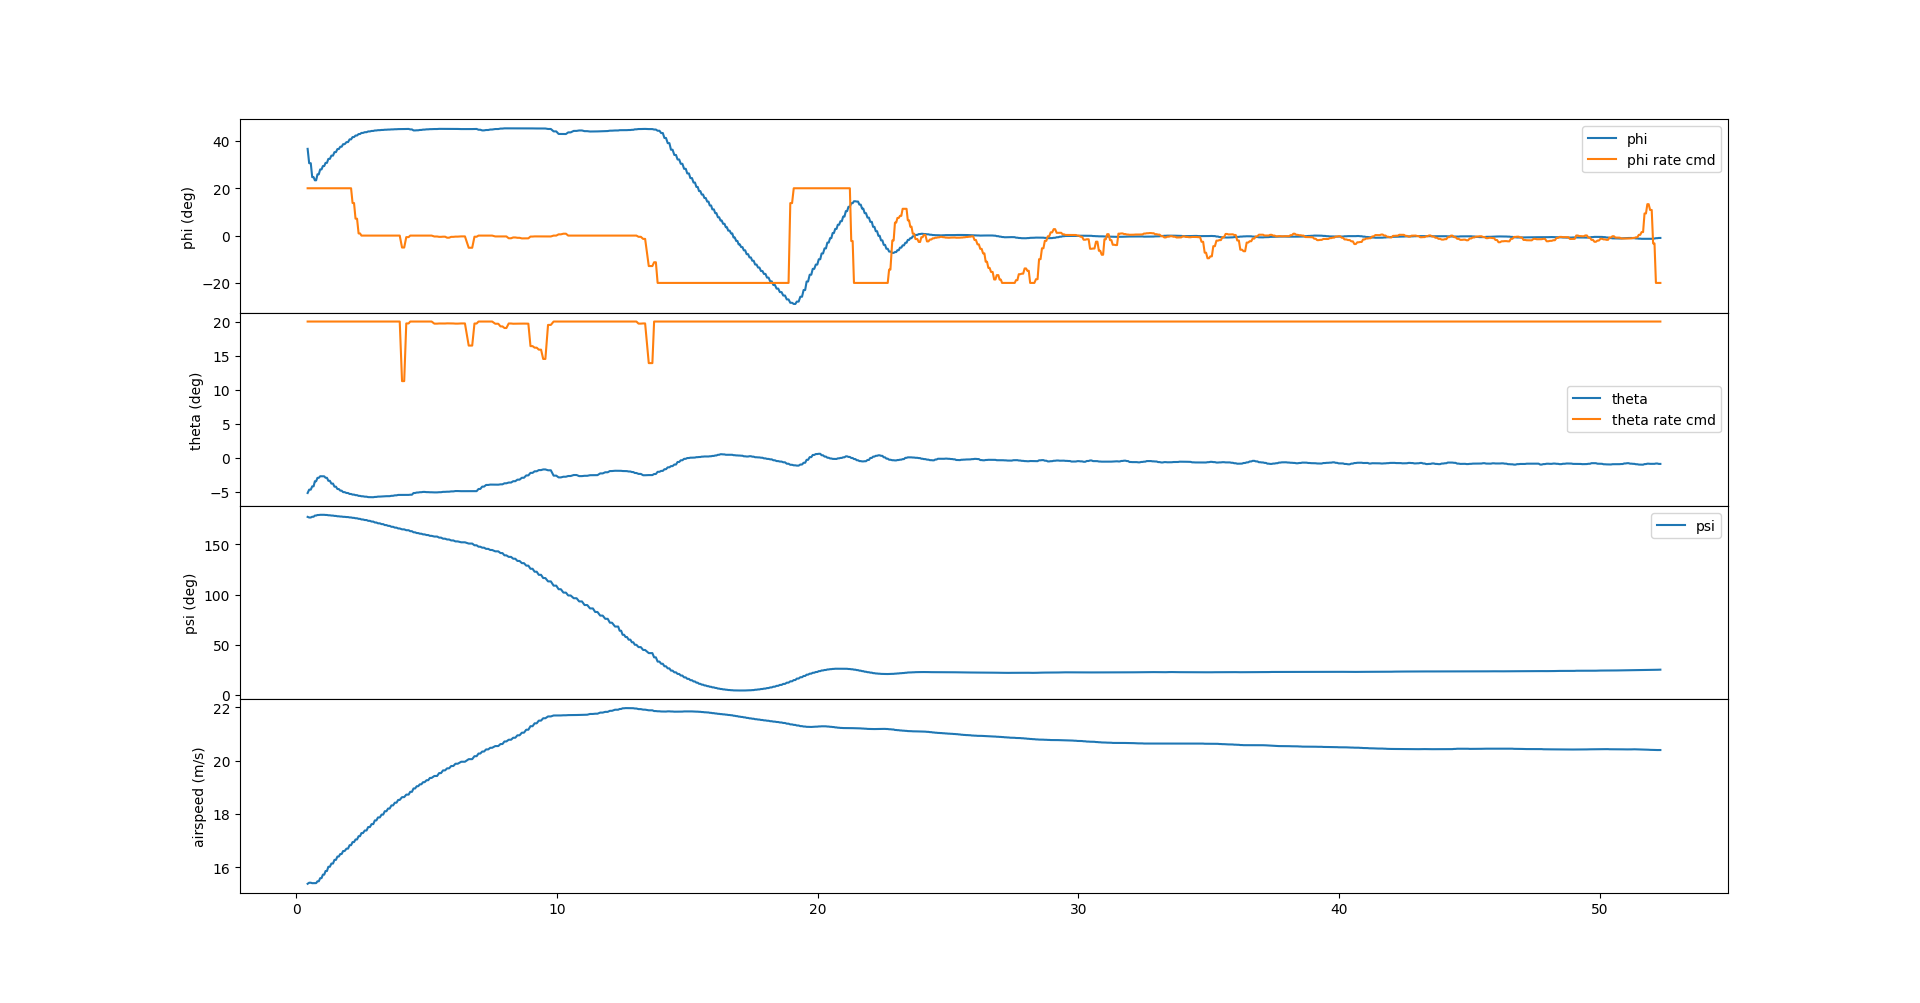 phi (deg)
40
20
0
−20
phi
phi rate cmd
theta (deg)
20
15
10
5
0
−5
theta
theta rate cmd
psi (deg)
150
100
50
0
psi
airspeed (m/s)
22
20
18
16
0 10 20 30 40 50